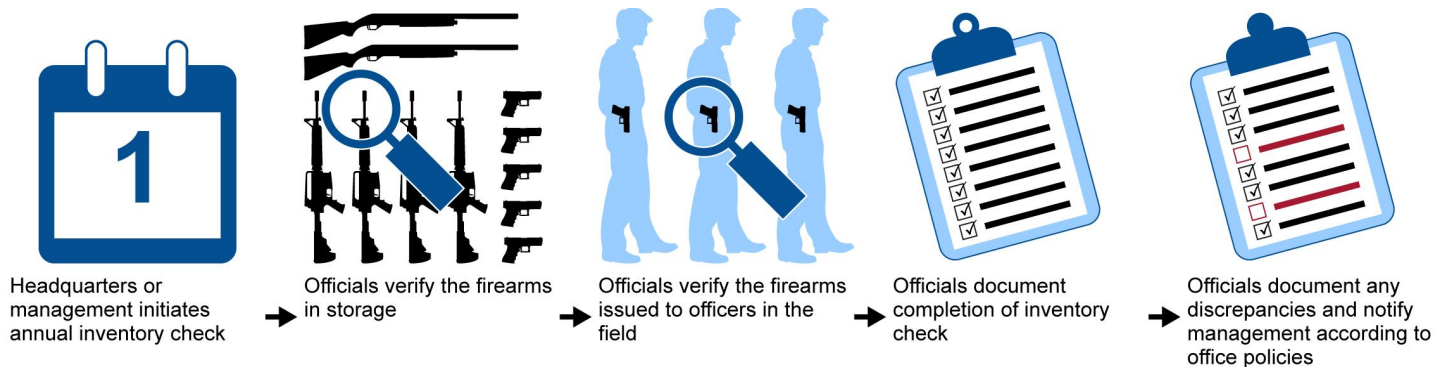 1
Headquarters or
management initiates
annual inventory check
Officials verify the firearms
in storage
Officials verify the firearms
issued to officers in the
field
Officials document
completion of inventory
check
Officials document any
discrepancies and notify
management according to
office policies